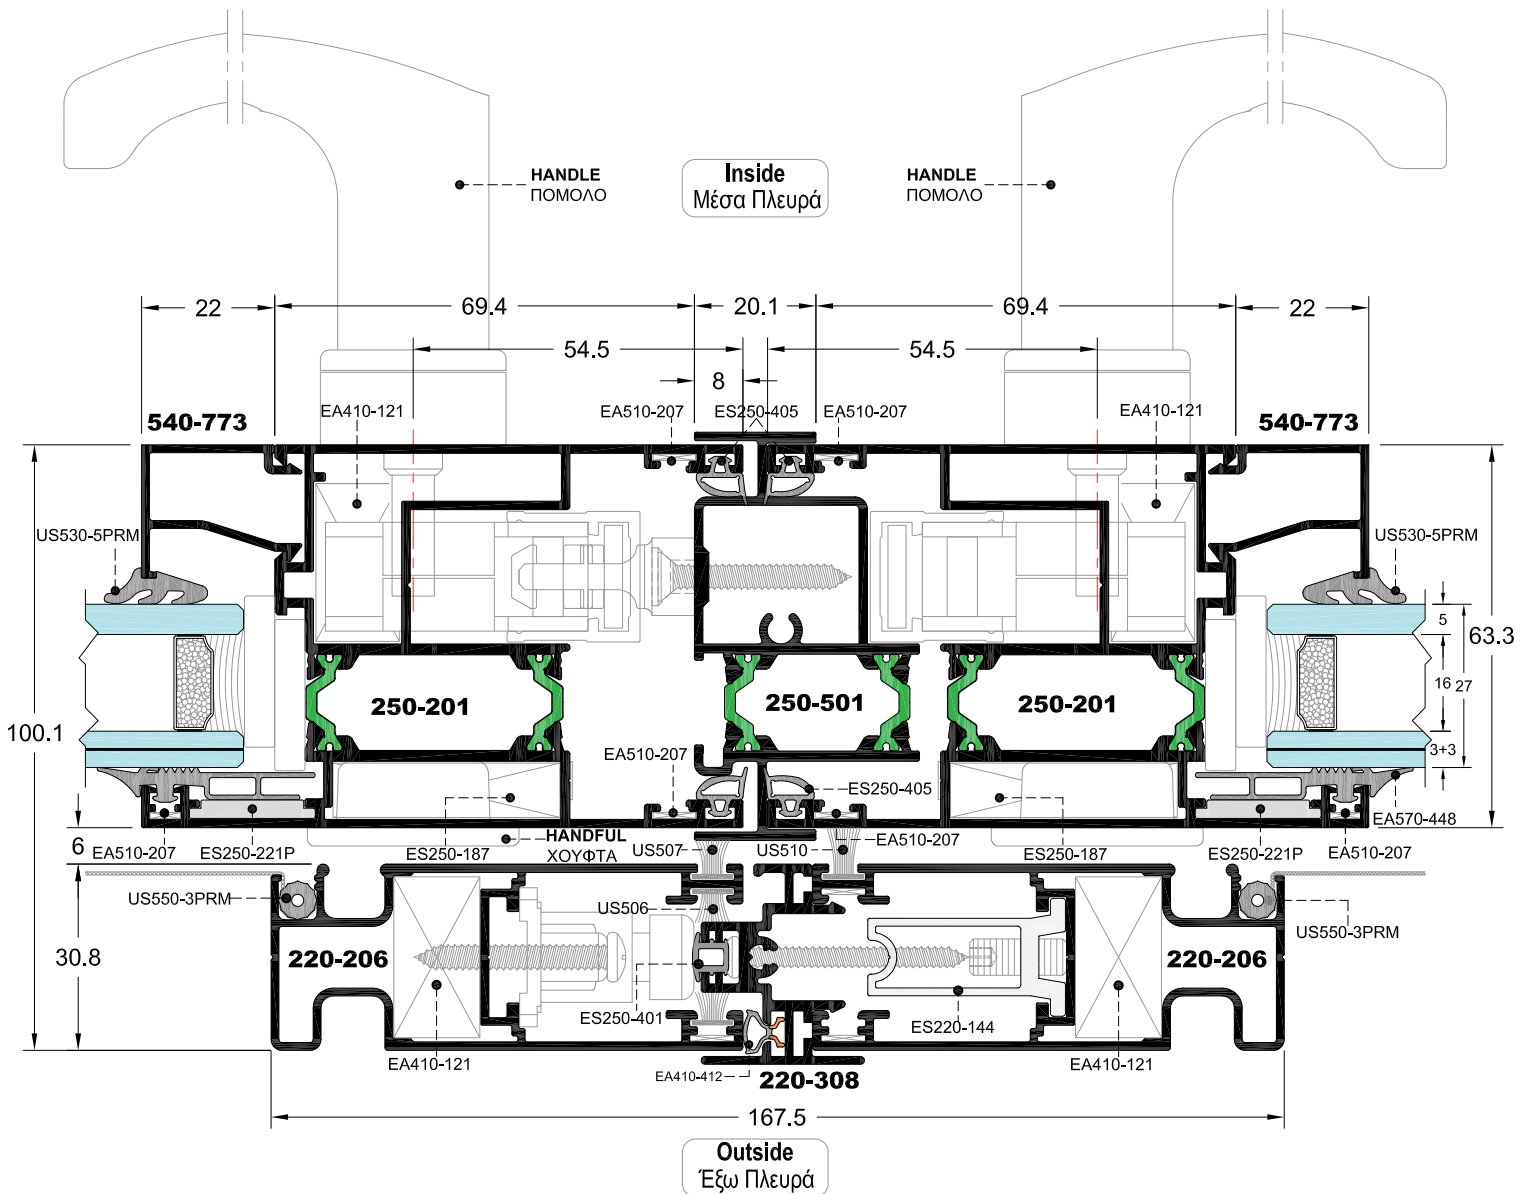 HANDLE
ΠΟΜΟΛΟ
Inside
Μέσα Πλευρά
HANDLE
ΠΟΜΟΛΟ
22
69.4
20.1
69.4
22
54.5
54.5
8
540-773
EA410-121
EA510-207
ES250-405
EA510-207
EA410-121
540-773
US530-5PRM
US530-5PRM
5
63.3
16
27
3+3
100.1
250-201
250-501
250-201
EA510-207
ES250-405
EA570-448
6
EA510-207
ES250-221P
ES250-187
HANDFUL
ΧΟΥΦΤΑ
US507
US510
EA510-207
ES250-187
ES250-221P
EA510-207
US550-3PRM
US506
US550-3PRM
30.8
220-206
220-206
ES250-401
ES220-144
EA410-121
EA410-412
220-308
EA410-121
167.5
Outside
Έξω Πλευρά